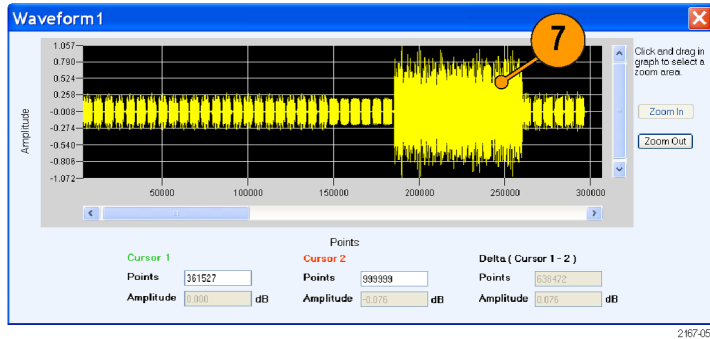 Waveform1
7
1.057
0.790
0.524
0.258
-0.008
-0.274
-0.540
-0.806
-1.072
Amplitude
50000 100000 150000 200000 250000 300000
Points
Click and drag in
graph to select a
zoom area.
Zoom In
Zoom Out
Cursor 1 Cursor 2 Delta ( Cursor 1 - 2 )
Points 361527 Points 999999 Points 638472
Amplitude 0.000 dB Amplitude -0.076 dB Amplitude 0.076 dB
2167-05